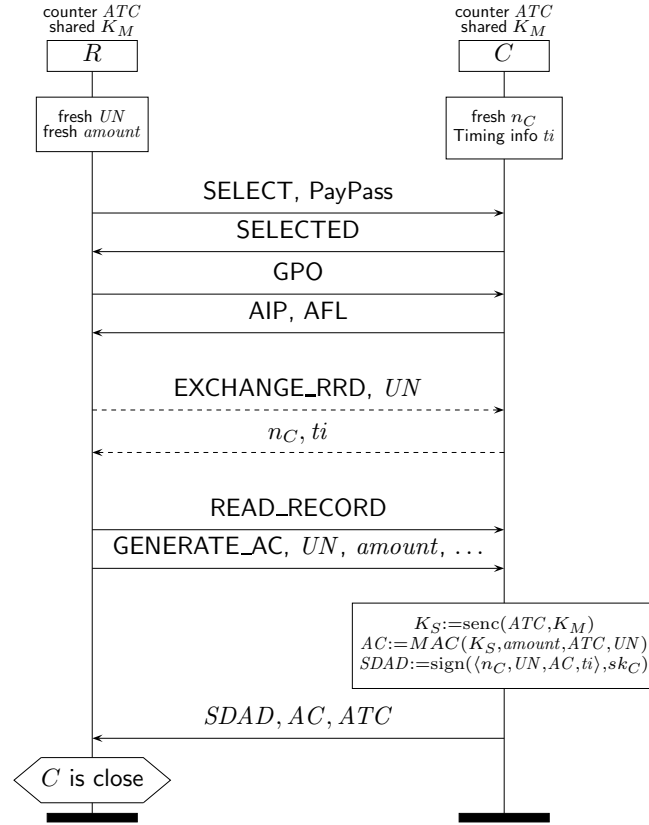 counter ATC
shared K_M
R
counter ATC
shared K_M
C
fresh UN
fresh amount
fresh n_C
Timing info ti
SELECT, PayPass
SELECTED
GPO
AIP, AFL
EXCHANGE_RRD, UN
n_C, ti
READ_RECORD
GENERATE_AC, UN, amount, ...
K_S:=senc(ATC,K_M)
AC:=MAC(K_S,amount,ATC,UN)
SDAD:=sign(⟨n_C,UN,AC,ti⟩,sk_C)
SDAD, AC, ATC
C is close